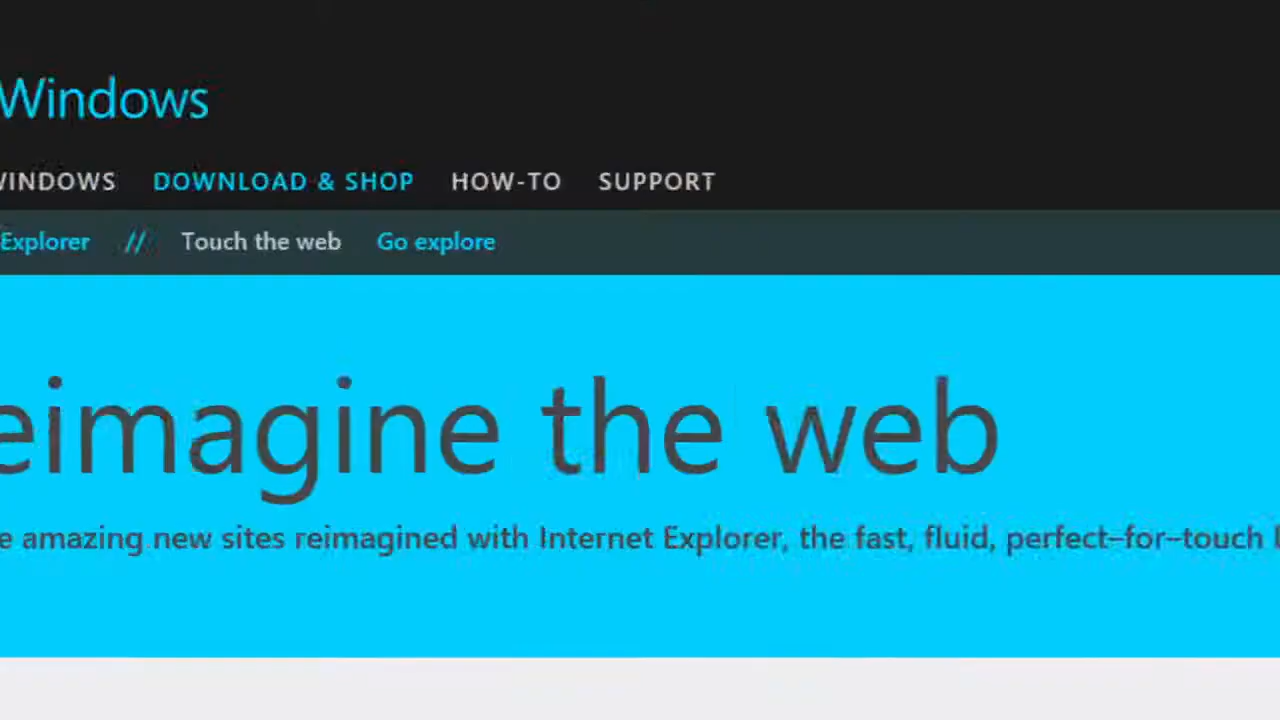 Windows
WINDOWS DOWNLOAD & SHOP HOW-TO SUPPORT
Explorer // Touch the web Go explore
eimagine the web
e amazing new sites reimagined with Internet Explorer, the fast, fluid, perfect-for-touch